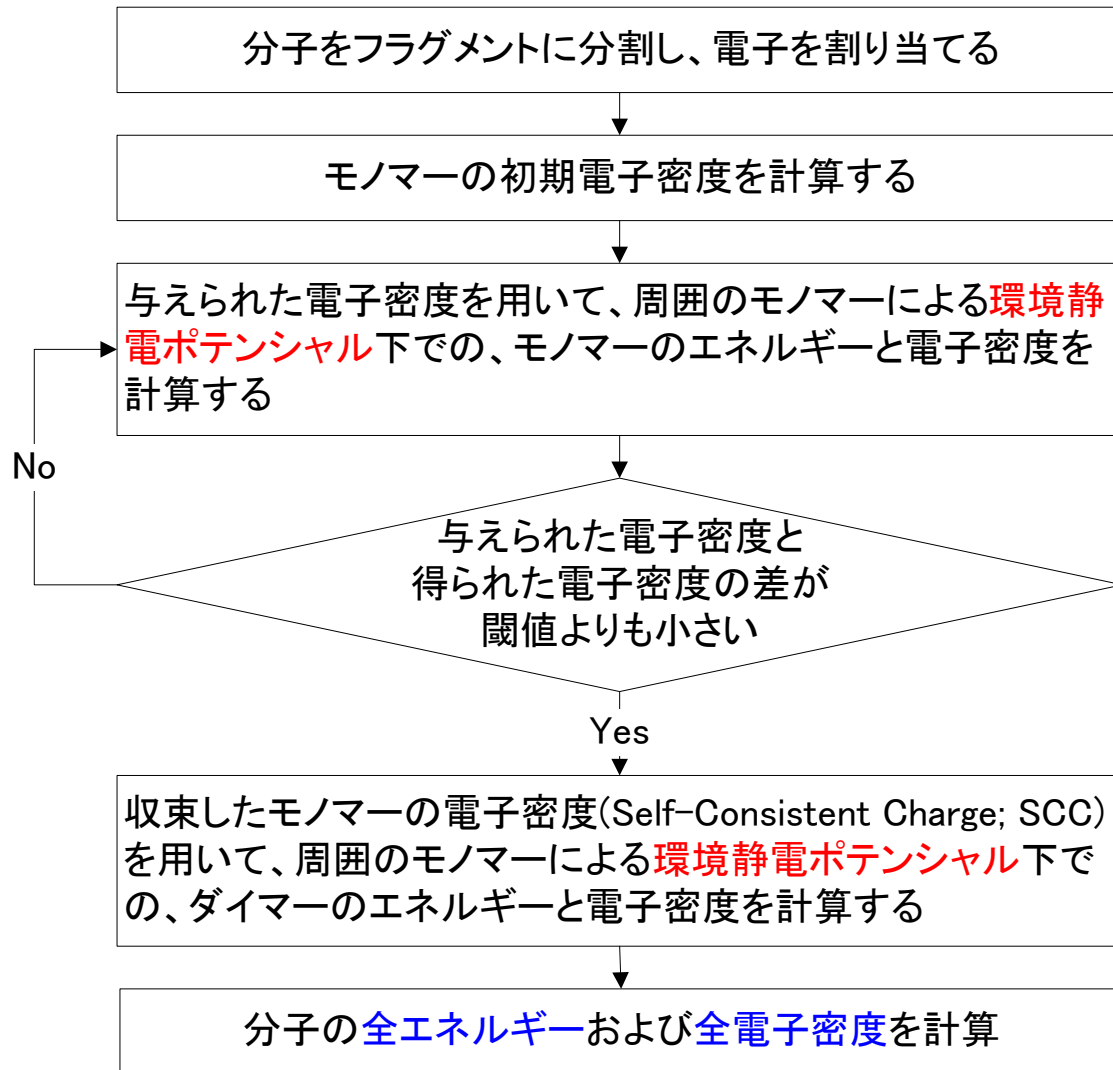 分子をフラグメントに分割し、電子を割り当てる
モノマーの初期電子密度を計算する
与えられた電子密度を用いて、周囲のモノマーによる環境静
電ポテンシャル下での、モノマーのエネルギーと電子密度を
計算する
No
与えられた電子密度と
得られた電子密度の差が
閾値よりも小さい
Yes
収束したモノマーの電子密度(Self-Consistent Charge; SCC)
を用いて、周囲のモノマーによる環境静電ポテンシャル下で
の、ダイマーのエネルギーと電子密度を計算する
分子の全エネルギーおよび全電子密度を計算